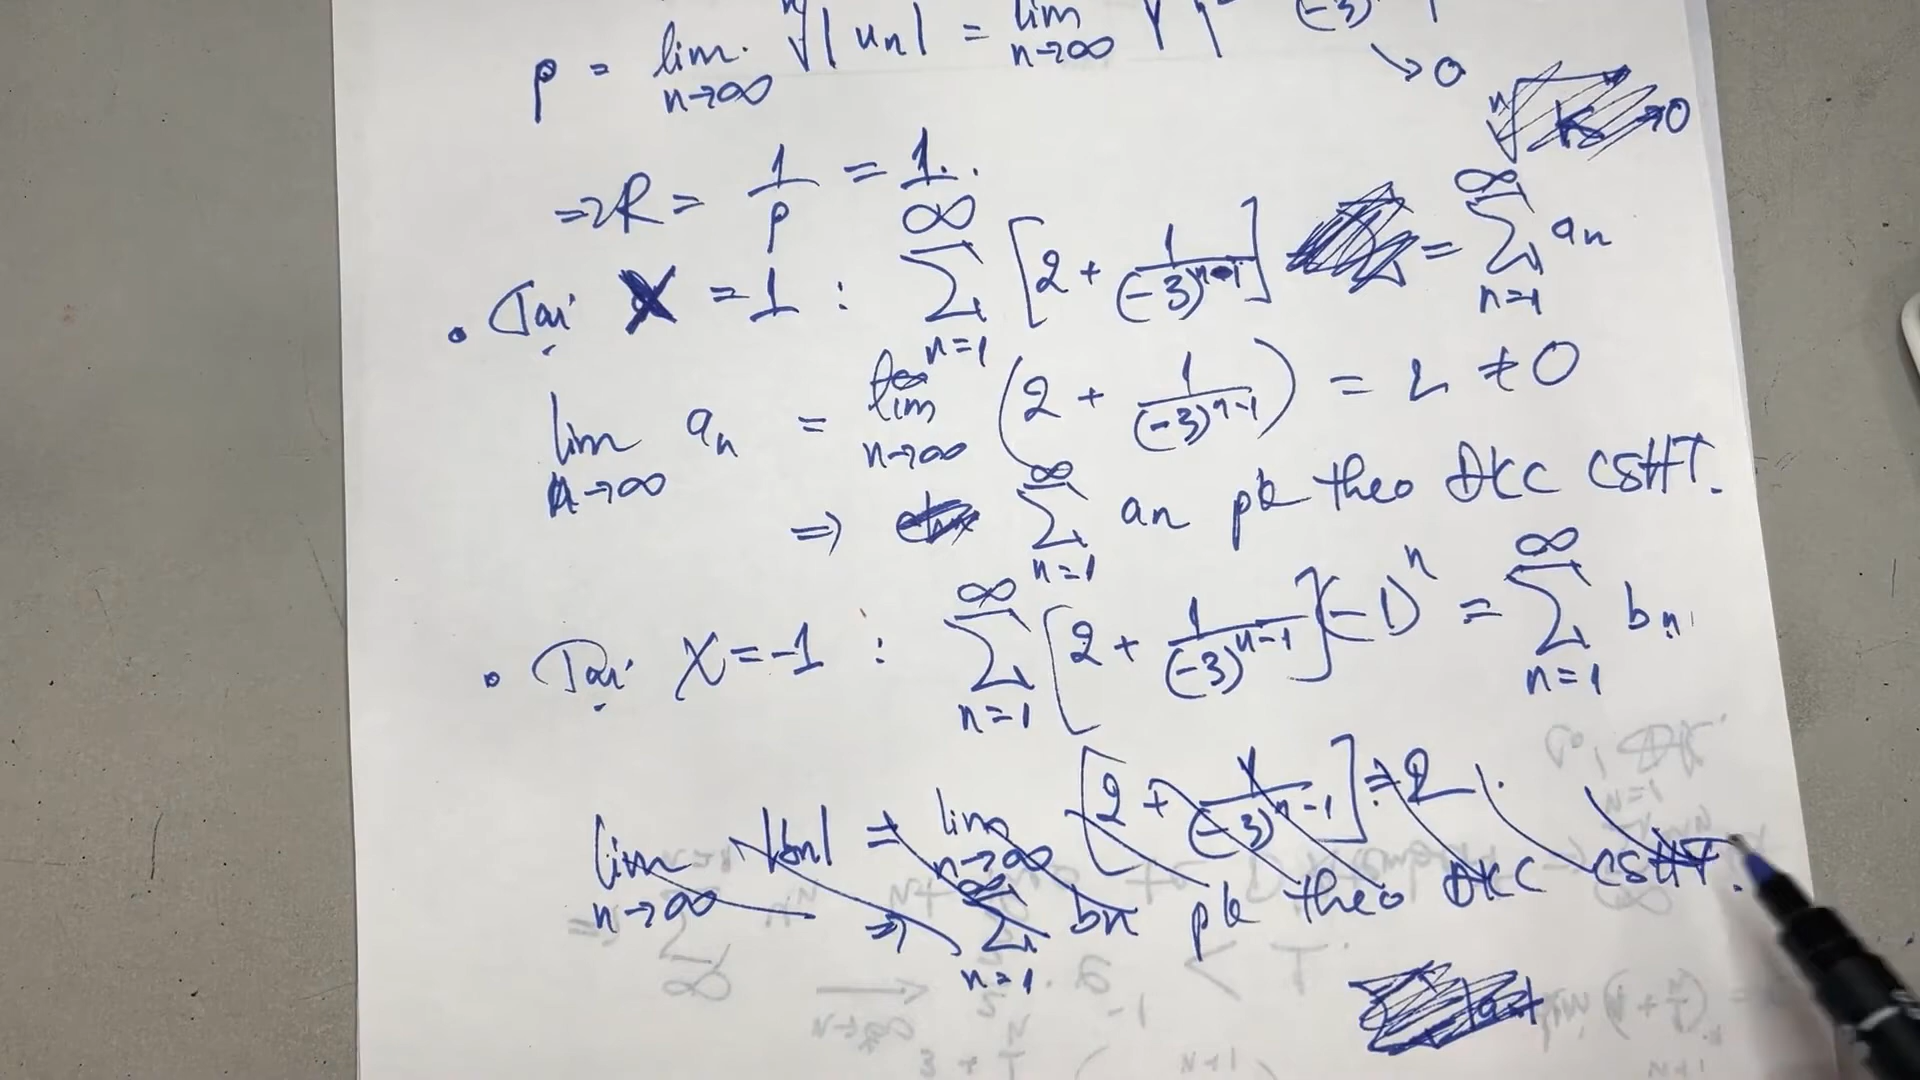 ρ = lim n→∞ ⁿ√|uₙ| = lim n→∞ (-3) → 0
ⁿ√K → 0
⇒ R = 1/ρ = 1.
• Tại X = 1 : ∑_{n=1}^{∞} [2 + 1/(-3)^{n-1}] = ∑_{n=1}^{∞} aₙ
lim n→∞ aₙ = lim n→∞ (2 + 1/(-3)^{n-1}) = 2 ≠ 0
⇒ ∑_{n=1}^{∞} an pk theo ĐKC CSHT.
• Tại X = -1 : ∑_{n=1}^{∞} [2 + 1/(-3)^{n-1}](-1)ⁿ = ∑_{n=1}^{∞} bₙ
lim n→∞ |bn| = lim n→∞ [2 + 1/(-3)^{n-1}] = 2
⇒ ∑_{n=1}^{∞} bn pk theo ĐKC CSHT.